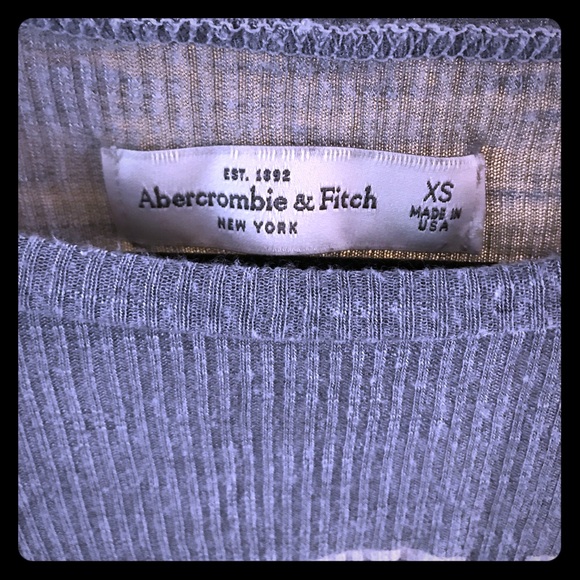 EST. 1892
Abercrombie & Fitch
NEW YORK
XS
MADE IN
USA